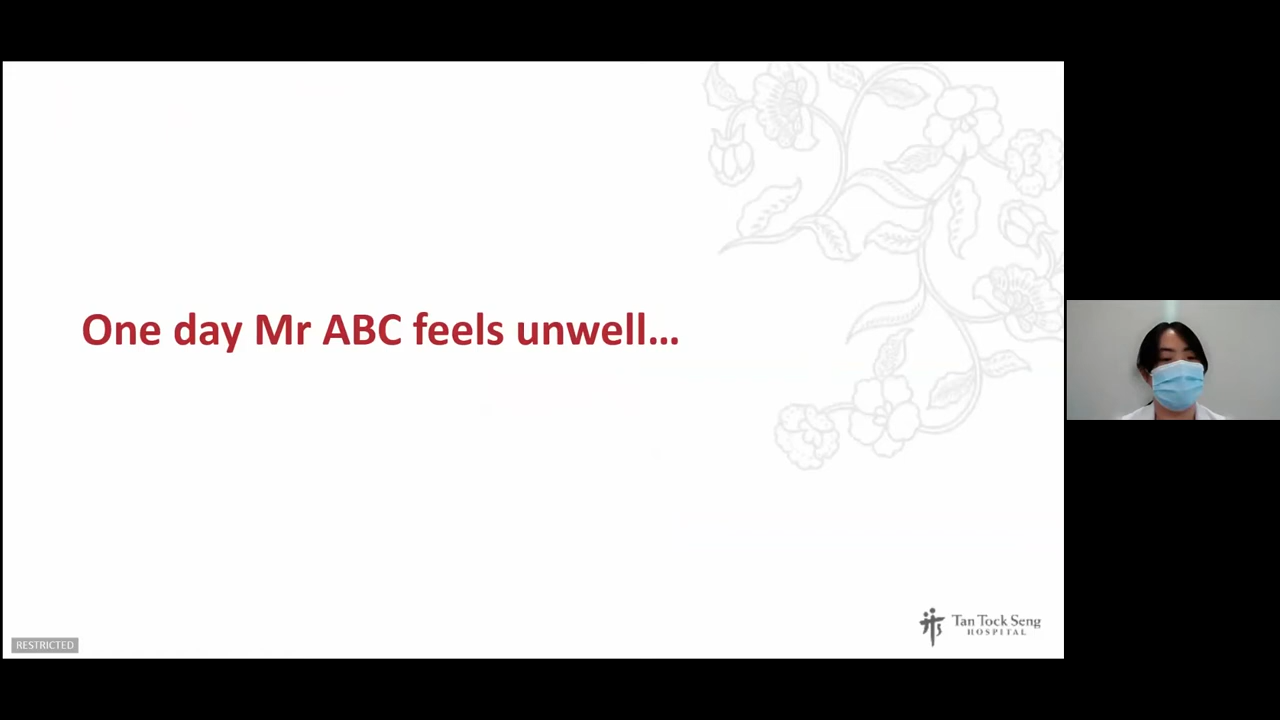 One day Mr ABC feels unwell…
Tan Tock Seng
HOSPITAL
RESTRICTED